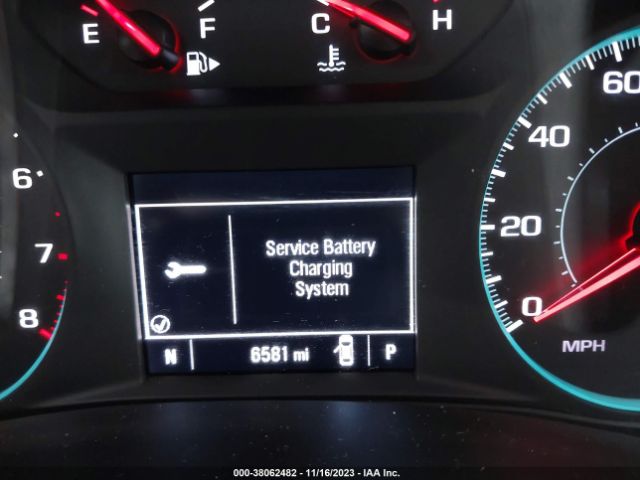 E F C H
60
40
20
0
MPH
6
7
8
Service Battery
Charging
System
N 6581 mi P
000-38062482 - 11/16/2023 - IAA Inc.